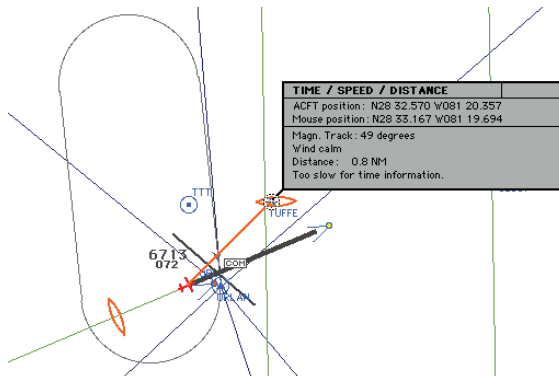 TIME / SPEED / DISTANCE
ACFT position: N28 32.570 W081 20.357
Mouse position: N28 33.167 W081 19.694
Magn. Track: 49 degrees
Wind calm
Distance: 0.8 NM
Too slow for time information.
TTT
TUFFE
6713
072
COM